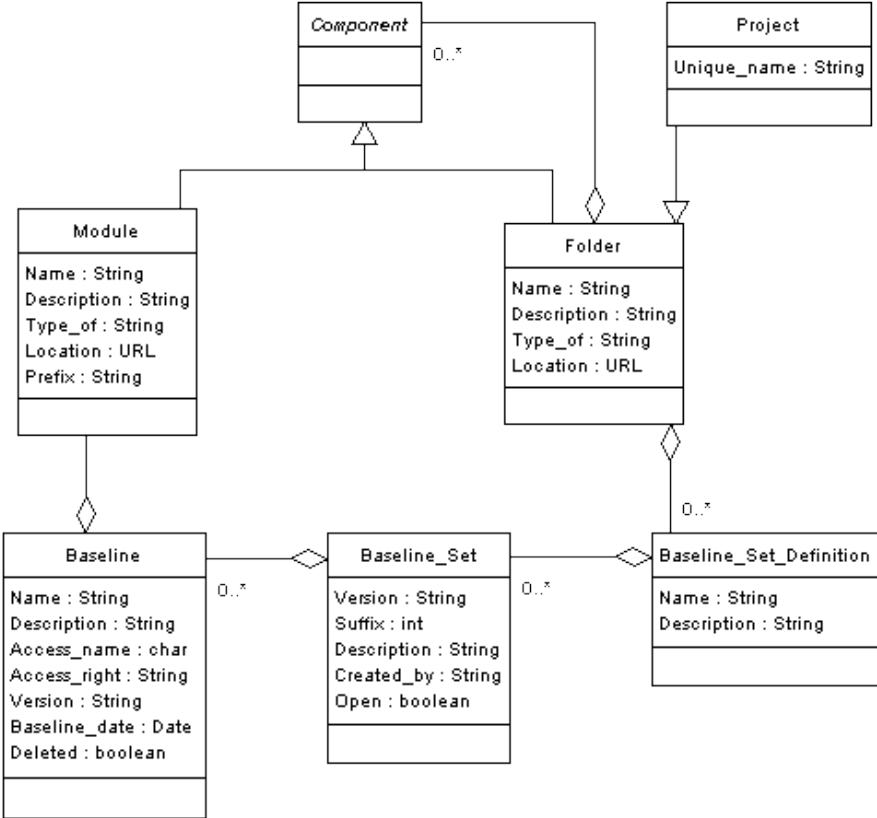 Component
0..*
Project
Unique_name : String
Module
Name : String
Description : String
Type_of : String
Location : URL
Prefix : String
Folder
Name : String
Description : String
Type_of : String
Location : URL
0..*
Baseline
Name : String
Description : String
Access_name : char
Access_right : String
Version : String
Baseline_date : Date
Deleted : boolean
0..*
Baseline_Set
Version : String
Suffix : int
Description : String
Created_by : String
Open : boolean
0..*
Baseline_Set_Definition
Name : String
Description : String